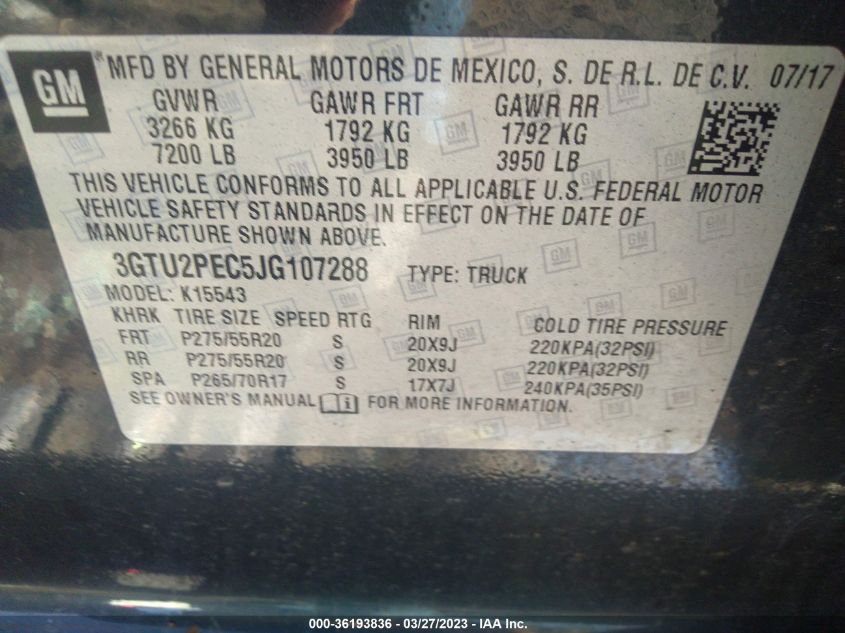 GM ® MFD BY GENERAL MOTORS DE MEXICO, S. DE R.L. DE C.V. 07/17
GVWR GAWR FRT GAWR RR
3266 KG 1792 KG 1792 KG
7200 LB 3950 LB 3950 LB
THIS VEHICLE CONFORMS TO ALL APPLICABLE U.S. FEDERAL MOTOR
VEHICLE SAFETY STANDARDS IN EFFECT ON THE DATE OF
MANUFACTURE SHOWN ABOVE.
3GTU2PEC5JG107288 TYPE: TRUCK
MODEL: K15543
KHRK TIRE SIZE SPEED RTG RIM COLD TIRE PRESSURE
FRT P275/55R20 S 20X9J 220KPA(32PSI)
RR P275/55R20 S 20X9J 220KPA(32PSI)
SPA P265/70R17 S 17X7J 240KPA(35PSI)
SEE OWNER'S MANUAL FOR MORE INFORMATION.
000-36193836 - 03/27/2023 - IAA Inc.